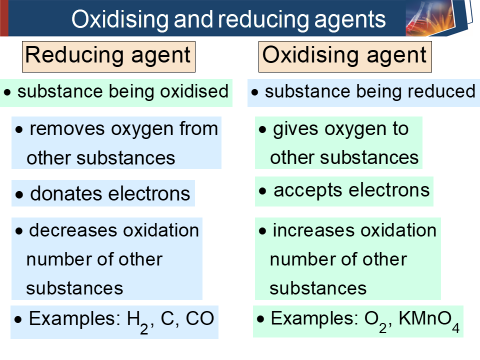 Oxidising and reducing agents
Reducing agent
• substance being oxidised
• removes oxygen from
other substances
• donates electrons
• decreases oxidation
number of other
substances
• Examples: H₂, C, CO
Oxidising agent
• substance being reduced
• gives oxygen to
other substances
• accepts electrons
• increases oxidation
number of other
substances
• Examples: O₂, KMnO₄